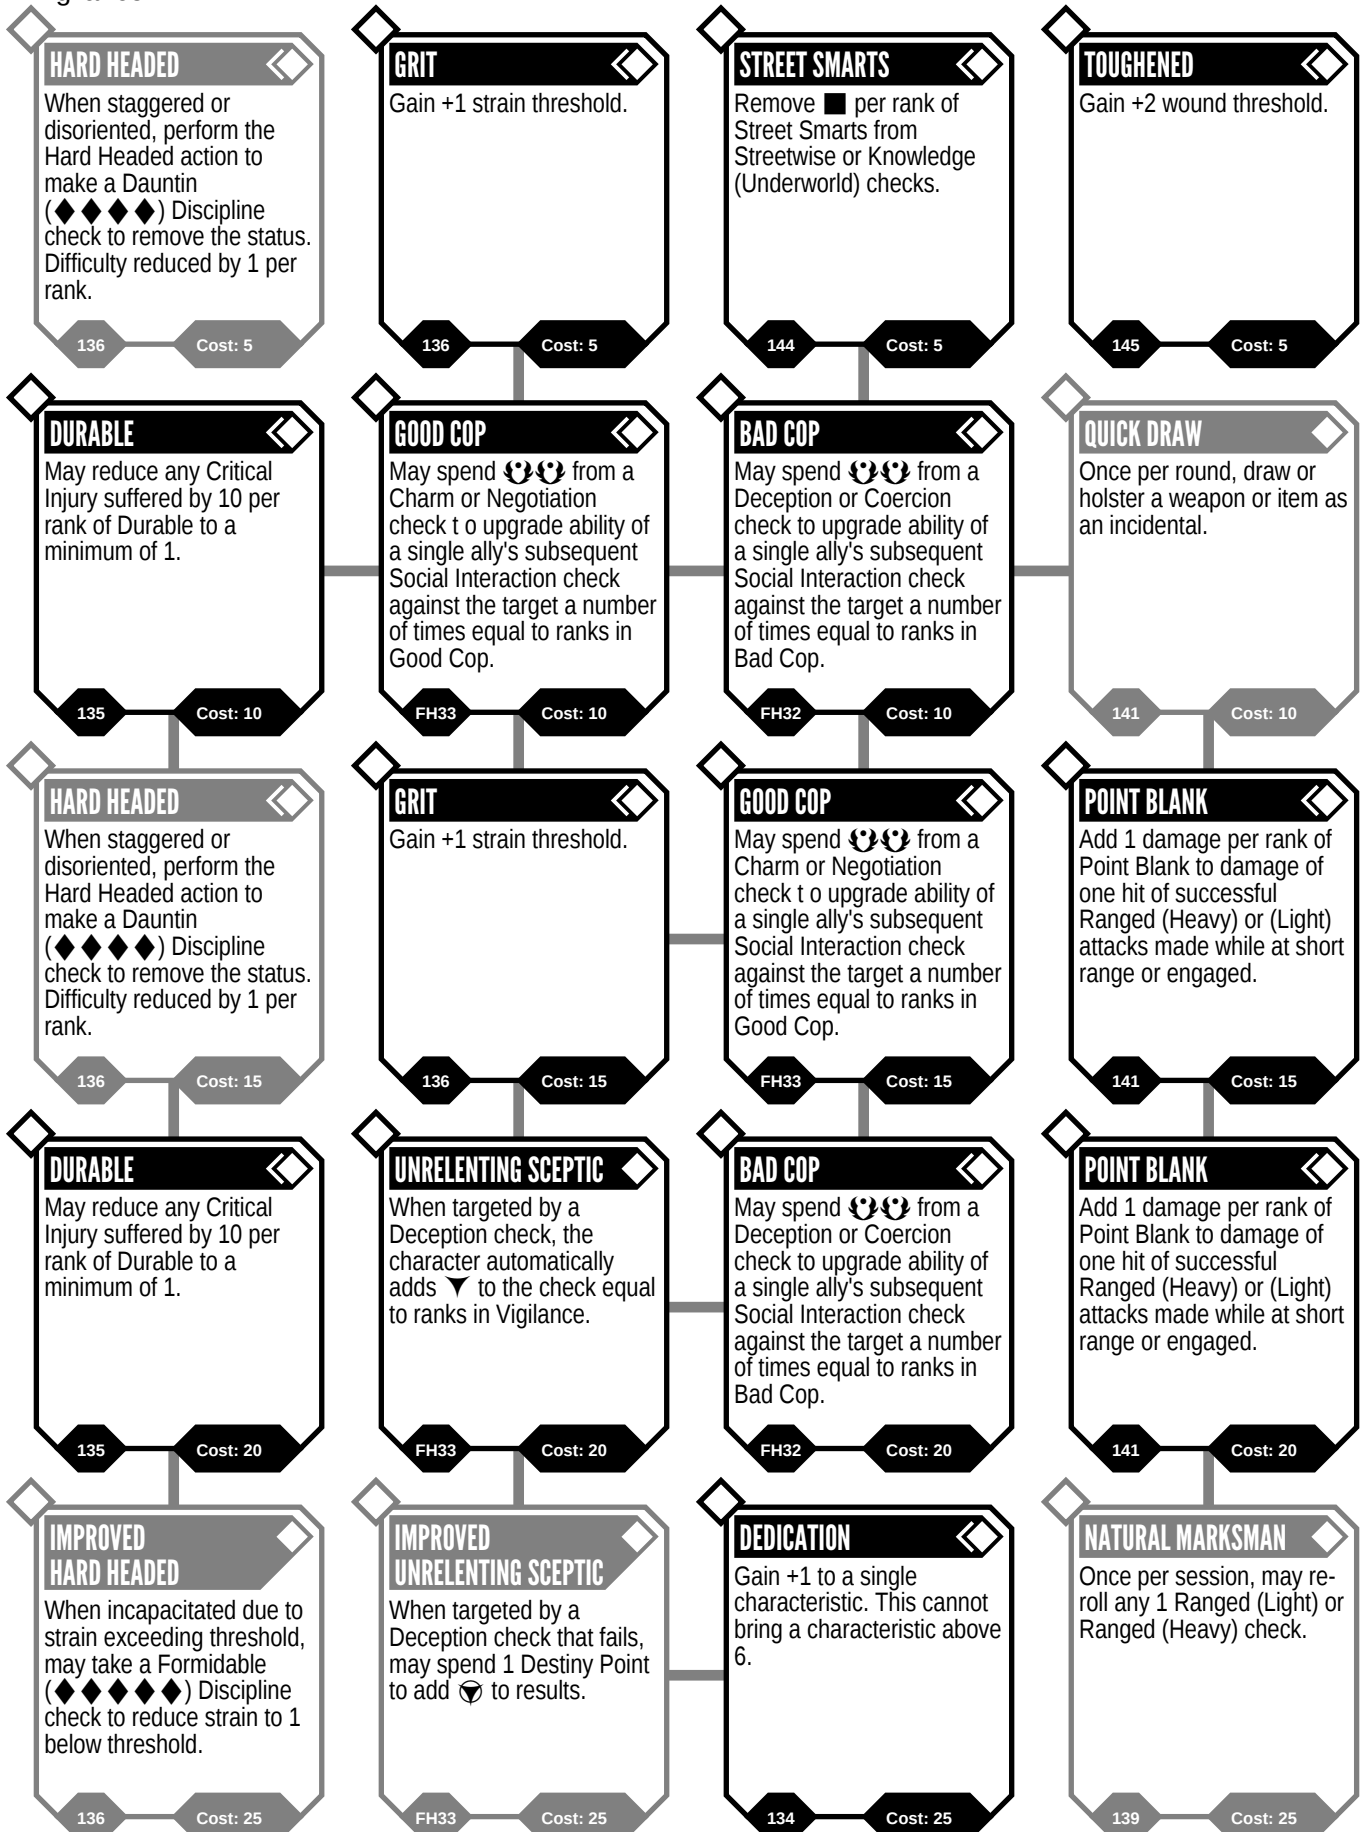 HARD HEADED
When staggered or
disoriented, perform the
Hard Headed action to
make a Dauntin
(♦♦♦♦) Discipline
check to remove the status.
Difficulty reduced by 1 per
rank.
136
Cost: 5
GRIT
Gain +1 strain threshold.
136
Cost: 5
STREET SMARTS
Remove ■ per rank of
Street Smarts from
Streetwise or Knowledge
(Underworld) checks.
144
Cost: 5
TOUGHENED
Gain +2 wound threshold.
145
Cost: 5
DURABLE
May reduce any Critical
Injury suffered by 10 per
rank of Durable to a
minimum of 1.
135
Cost: 10
GOOD COP
May spend from a
Charm or Negotiation
check t o upgrade ability of
a single ally's subsequent
Social Interaction check
against the target a number
of times equal to ranks in
Good Cop.
FH33
Cost: 10
BAD COP
May spend from a
Deception or Coercion
check to upgrade ability of
a single ally's subsequent
Social Interaction check
against the target a number
of times equal to ranks in
Bad Cop.
FH32
Cost: 10
QUICK DRAW
Once per round, draw or
holster a weapon or item as
an incidental.
141
Cost: 10
HARD HEADED
When staggered or
disoriented, perform the
Hard Headed action to
make a Dauntin
(♦♦♦♦) Discipline
check to remove the status.
Difficulty reduced by 1 per
rank.
136
Cost: 15
GRIT
Gain +1 strain threshold.
136
Cost: 15
GOOD COP
May spend from a
Charm or Negotiation
check t o upgrade ability of
a single ally's subsequent
Social Interaction check
against the target a number
of times equal to ranks in
Good Cop.
FH33
Cost: 15
POINT BLANK
Add 1 damage per rank of
Point Blank to damage of
one hit of successful
Ranged (Heavy) or (Light)
attacks made while at short
range or engaged.
141
Cost: 15
DURABLE
May reduce any Critical
Injury suffered by 10 per
rank of Durable to a
minimum of 1.
135
Cost: 20
UNRELENTING SCEPTIC
When targeted by a
Deception check, the
character automatically
adds to the check equal
to ranks in Vigilance.
FH33
Cost: 20
BAD COP
May spend from a
Deception or Coercion
check to upgrade ability of
a single ally's subsequent
Social Interaction check
against the target a number
of times equal to ranks in
Bad Cop.
FH32
Cost: 20
POINT BLANK
Add 1 damage per rank of
Point Blank to damage of
one hit of successful
Ranged (Heavy) or (Light)
attacks made while at short
range or engaged.
141
Cost: 20
IMPROVED
HARD HEADED
When incapacitated due to
strain exceeding threshold,
may take a Formidable
(♦♦♦♦♦) Discipline
check to reduce strain to 1
below threshold.
136
Cost: 25
IMPROVED
UNRELENTING SCEPTIC
When targeted by a
Deception check that fails,
may spend 1 Destiny Point
to add to results.
FH33
Cost: 25
DEDICATION
Gain +1 to a single
characteristic. This cannot
bring a characteristic above
6.
134
Cost: 25
NATURAL MARKSMAN
Once per session, may re-
roll any 1 Ranged (Light) or
Ranged (Heavy) check.
139
Cost: 25